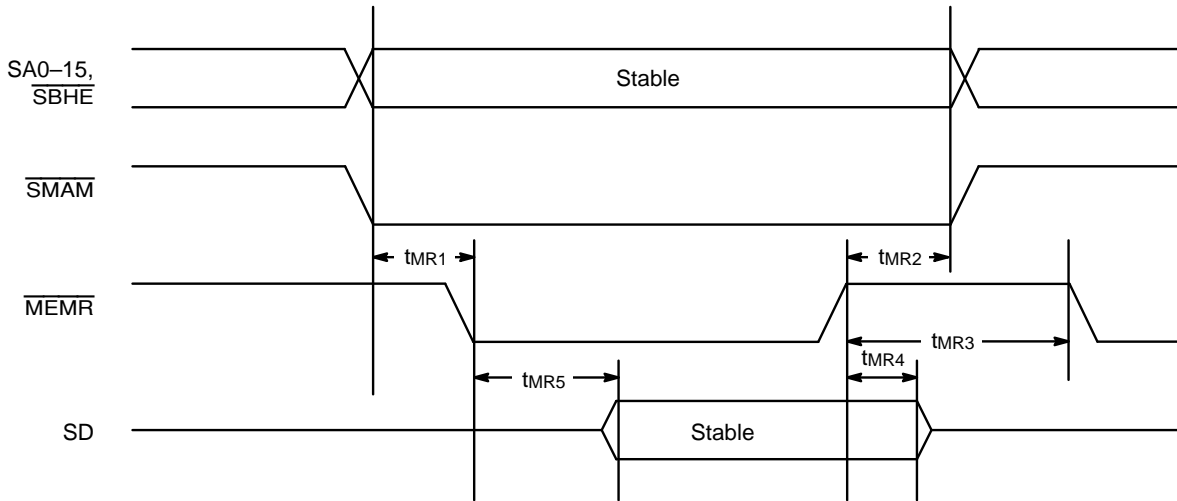 SA0–15,
SBHE
Stable
SMAM
tMR1
tMR2
MEMR
tMR3
tMR4
tMR5
SD
Stable